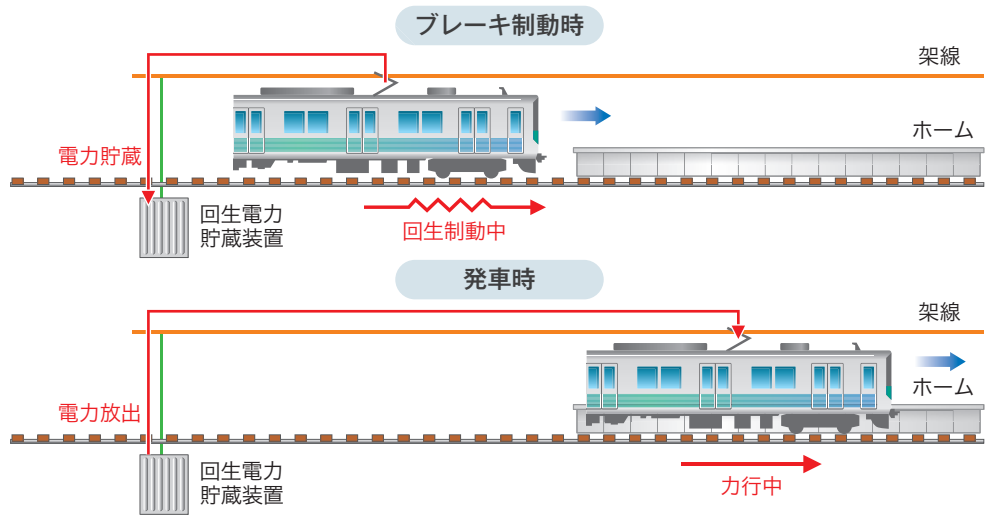 ブレーキ制動時
架線
ホーム
電力貯蔵
回生電力
貯蔵装置
回生制動中
発車時
架線
ホーム
電力放出
回生電力
貯蔵装置
力行中